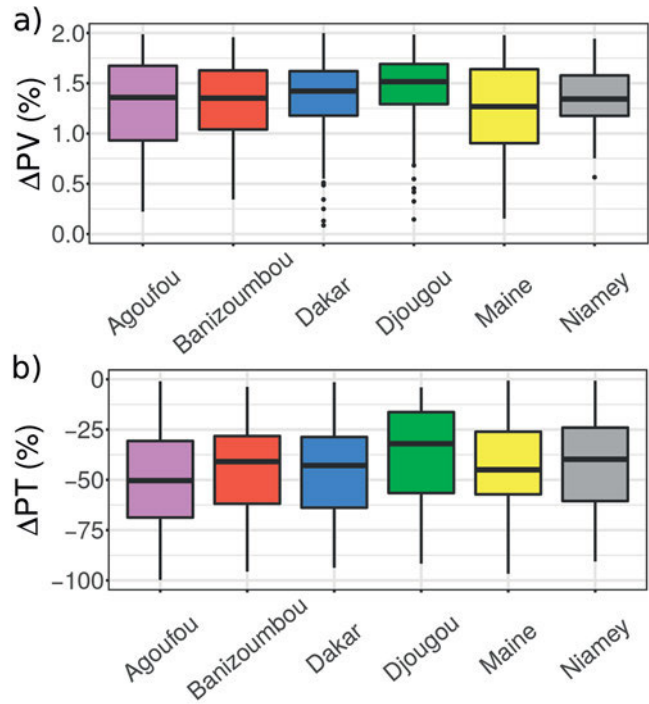 a)
ΔPV (%)
2.0
1.5
1.0
0.5
0.0
Agoufou
Banizoumbou
Dakar
Djougou
Maine
Niamey
b)
ΔPT (%)
0
−25
−50
−75
−100
Agoufou
Banizoumbou
Dakar
Djougou
Maine
Niamey